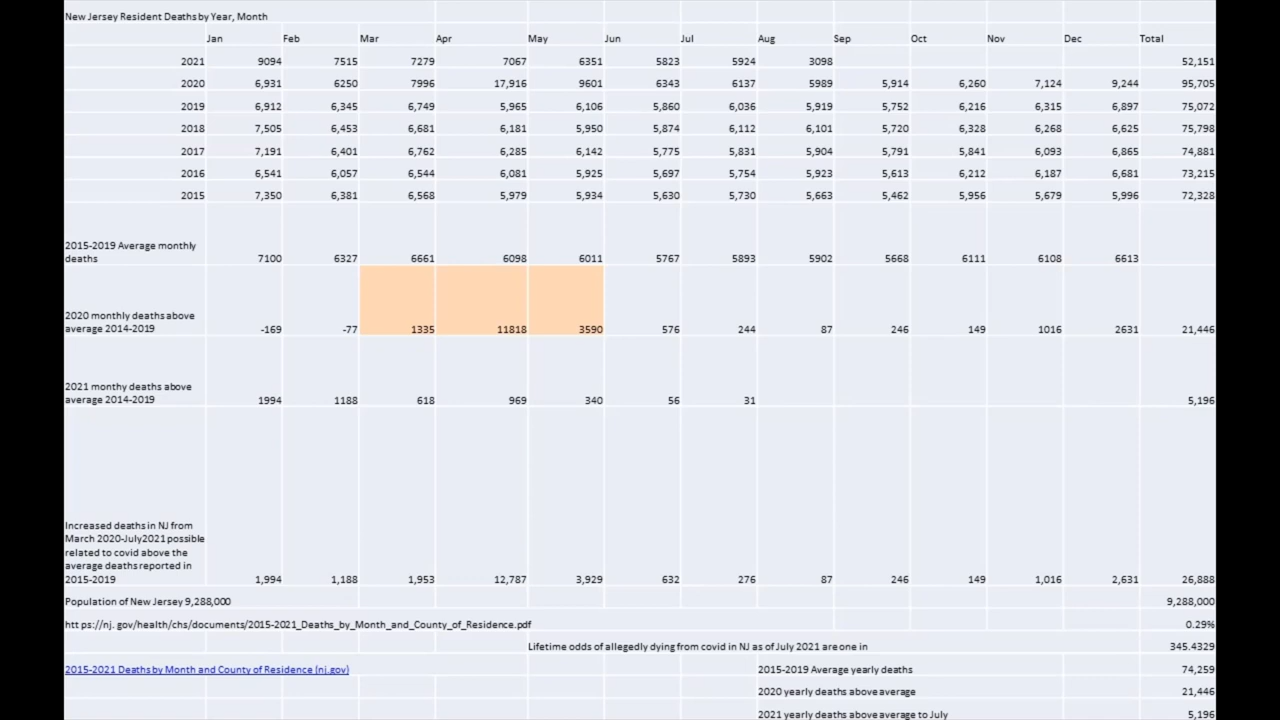 New Jersey Resident Deaths by Year, Month
Jan Feb Mar Apr May Jun Jul Aug Sep Oct Nov Dec Total
2021 9094 7515 7279 7067 6351 5823 5924 3098 52,151
2020 6,931 6250 7996 17,916 9601 6343 6137 5989 5,914 6,260 7,124 9,244 95,705
2019 6,912 6,345 6,749 5,965 6,106 5,860 6,036 5,919 5,752 6,216 6,315 6,897 75,072
2018 7,505 6,453 6,681 6,181 5,950 5,874 6,112 6,101 5,720 6,328 6,268 6,625 75,798
2017 7,191 6,401 6,762 6,285 6,142 5,775 5,831 5,904 5,791 5,841 6,093 6,865 74,881
2016 6,541 6,057 6,544 6,081 5,925 5,697 5,754 5,923 5,613 6,212 6,187 6,681 73,215
2015 7,350 6,381 6,568 5,979 5,934 5,630 5,730 5,663 5,462 5,956 5,679 5,996 72,328
2015-2019 Average monthly
deaths 7100 6327 6661 6098 6011 5767 5893 5902 5668 6111 6108 6613
2020 monthly deaths above
average 2014-2019 -169 -77 1335 11818 3590 576 244 87 246 149 1016 2631 21,446
2021 monthy deaths above
average 2014-2019 1994 1188 618 969 340 56 31 5,196
Increased deaths in NJ from
March 2020-July2021 possible
related to covid above the
average deaths reported in
2015-2019 1,994 1,188 1,953 12,787 3,929 632 276 87 246 149 1,016 2,631 26,888
Population of New Jersey 9,288,000 9,288,000
htt ps://nj. gov/health/chs/documents/2015-2021_Deaths_by_Month_and_County_of_Residence.pdf 0.29%
Lifetime odds of allegedly dying from covid in NJ as of July 2021 are one in 345.4329
2015-2021 Deaths by Month and County of Residence (nj.gov) 2015-2019 Average yearly deaths 74,259
2020 yearly deaths above average 21,446
2021 yearly deaths above average to July 5,196